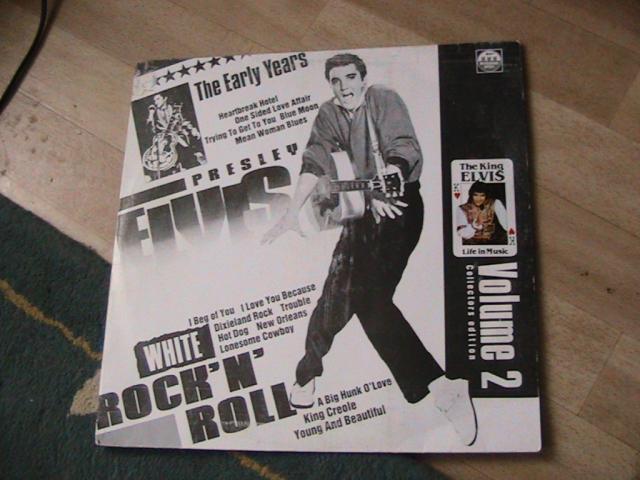 The Early Years
Heartbreak Hotel
One Sided Love Affair
Trying To Get To You Blue Moon
Mean Woman Blues
PRESLEY
ELVIS
I Beg of You I Love You Because
Dixieland Rock Trouble
Hot Dog New Orleans
Lonesome Cowboy
WHITE
ROCK'N'
ROLL
A Big Hunk O'Love
King Creole
Young And Beautiful
The King
ELVIS
K
K
Life in Music
Volume 2
Collectors edition